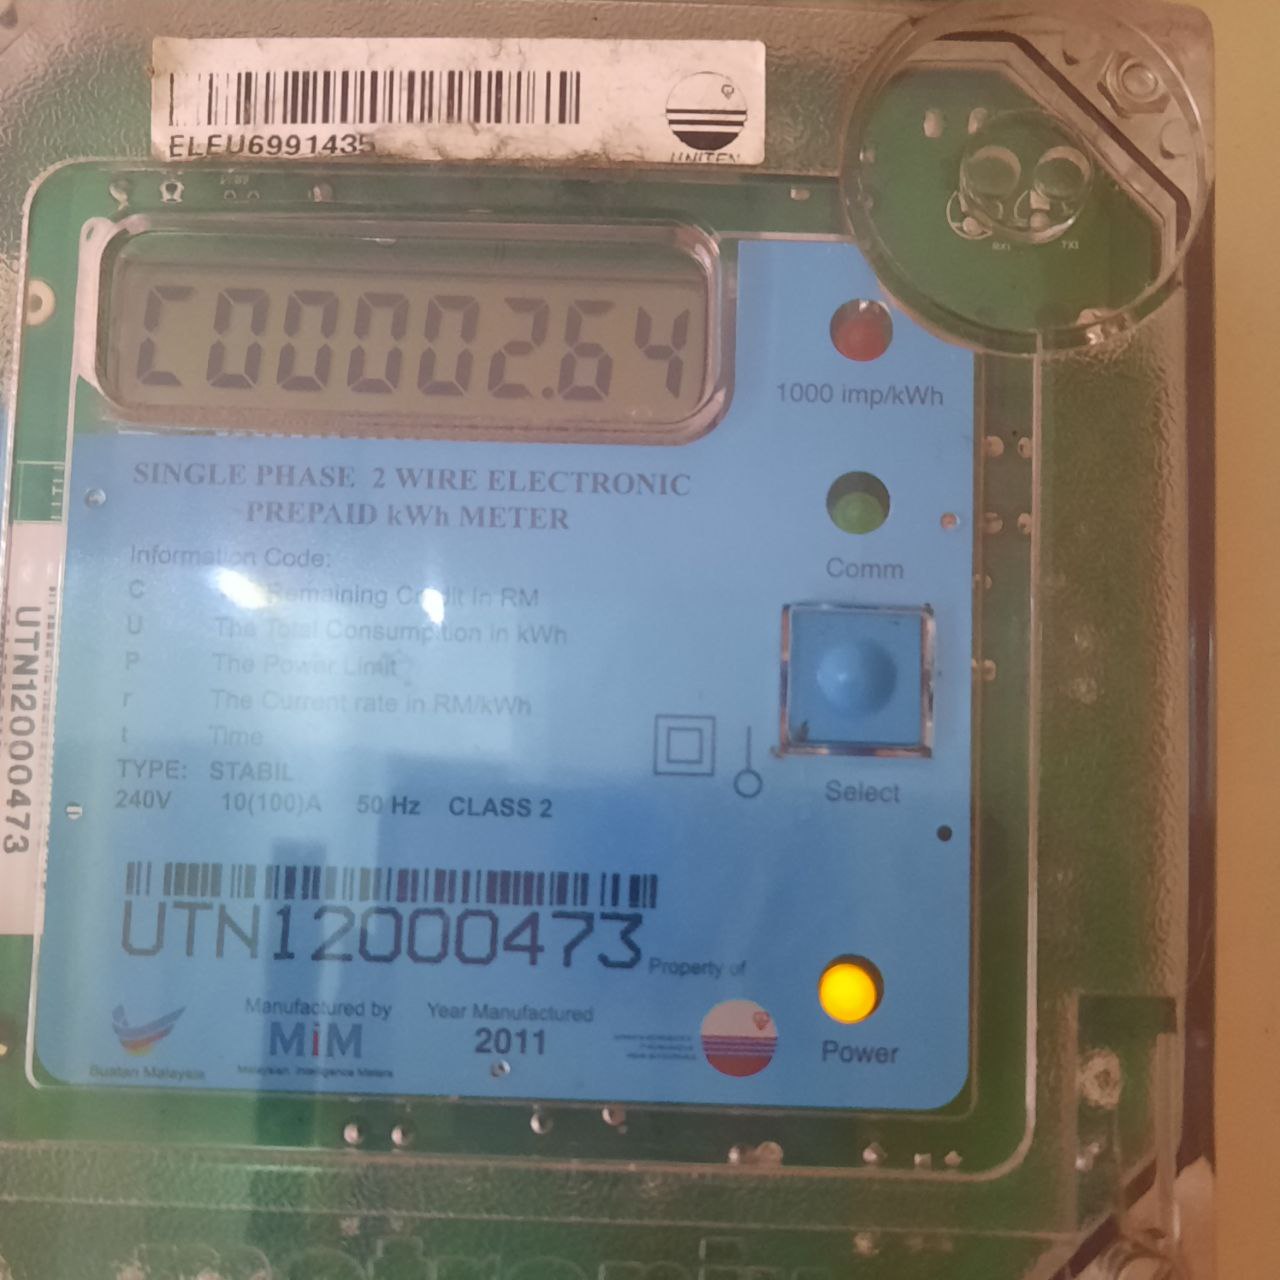 ELEU6991435
UNITEN
C00002.64
1000 imp/kWh
SINGLE PHASE 2 WIRE ELECTRONIC
PREPAID kWh METER
Information Code:
Comm
C Remaining Credit In RM
U The Total Consumption in kWh
P The Power Limit
r The Current rate in RM/kWh
t Time
TYPE: STABIL
240V 10(100)A 50 Hz CLASS 2
Select
UTN12000473
UTN12000473
Property of
Manufactured by
MiM
Malaysian Intelligence Meters
Year Manufactured
2011
Buatan Malaysia
Power
RX1
TX1